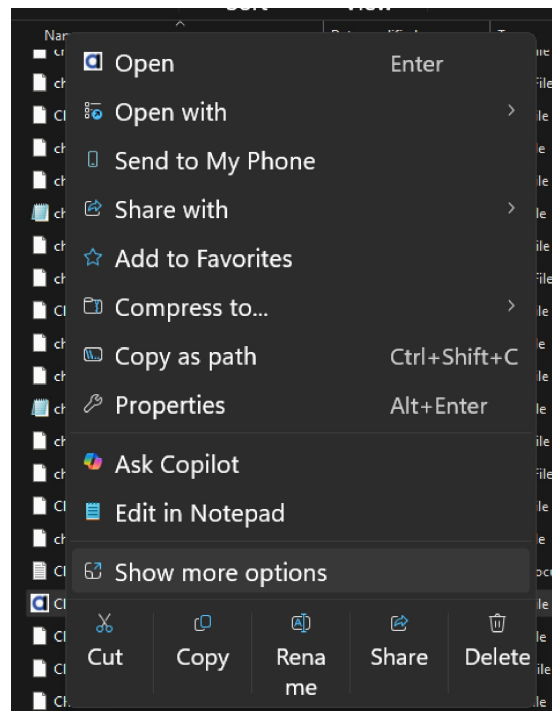 Open Enter
Open with
Send to My Phone
Share with
Add to Favorites
Compress to...
Copy as path Ctrl+Shift+C
Properties Alt+Enter
Ask Copilot
Edit in Notepad
Show more options
Cut Copy Rena Share Delete
me